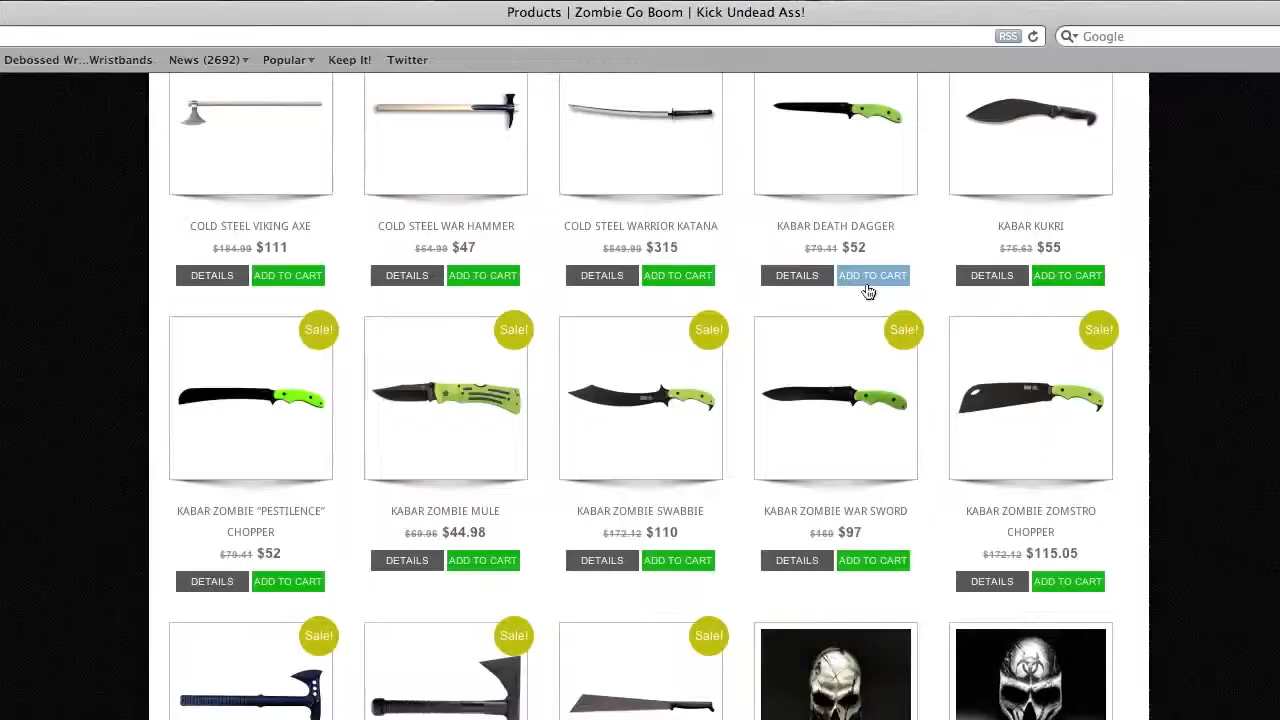 Products | Zombie Go Boom | Kick Undead Ass!
RSS
Google
Debossed Wr...Wristbands News (2692) Popular Keep It! Twitter
COLD STEEL VIKING AXE
$184.99 $111
DETAILS ADD TO CART
COLD STEEL WAR HAMMER
$64.99 $47
DETAILS ADD TO CART
COLD STEEL WARRIOR KATANA
$549.99 $315
DETAILS ADD TO CART
KABAR DEATH DAGGER
$79.41 $52
DETAILS ADD TO CART
KABAR KUKRI
$75.63 $55
DETAILS ADD TO CART
Sale!
KABAR ZOMBIE “PESTILENCE”
CHOPPER
$79.41 $52
DETAILS ADD TO CART
Sale!
KABAR ZOMBIE MULE
$69.96 $44.98
DETAILS ADD TO CART
Sale!
KABAR ZOMBIE SWABBIE
$172.12 $110
DETAILS ADD TO CART
Sale!
KABAR ZOMBIE WAR SWORD
$160 $97
DETAILS ADD TO CART
Sale!
KABAR ZOMBIE ZOMSTRO
CHOPPER
$172.12 $115.05
DETAILS ADD TO CART
Sale!
Sale!
Sale!